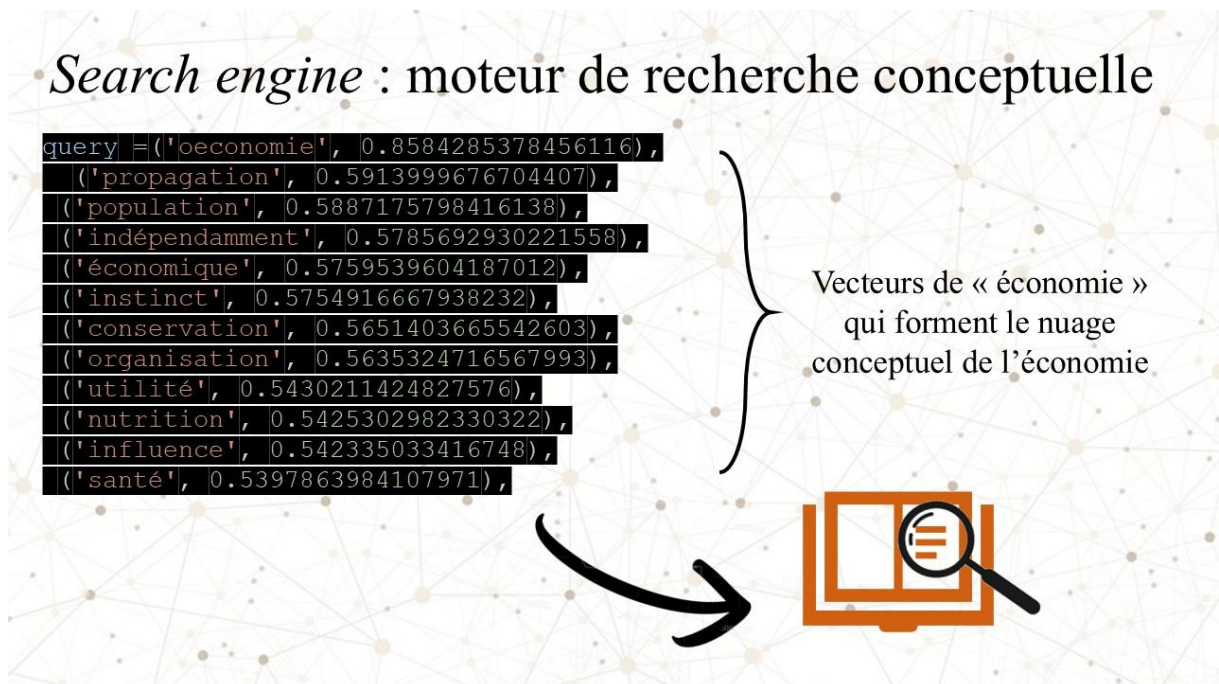 Search engine : moteur de recherche conceptuelle
query =('oeconomie', 0.8584285378456116),
('propagation', 0.5913999676704407),
('population', 0.5887175798416138),
('indépendamment', 0.5785692930221558),
('économique', 0.5759539604187012),
('instinct', 0.5754916667938232),
('conservation', 0.5651403665542603),
('organisation', 0.5635324716567993),
('utilité', 0.5430211424827576),
('nutrition', 0.5425302982330322),
('influence', 0.542335033416748),
('santé', 0.5397863984107971),
Vecteurs de « économie »
qui forment le nuage
conceptuel de l’économie